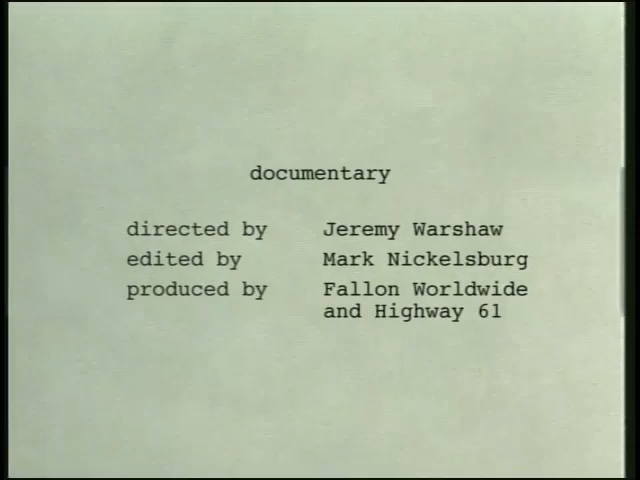 documentary
directed by Jeremy Warshaw
edited by Mark Nickelsburg
produced by Fallon Worldwide
and Highway 61